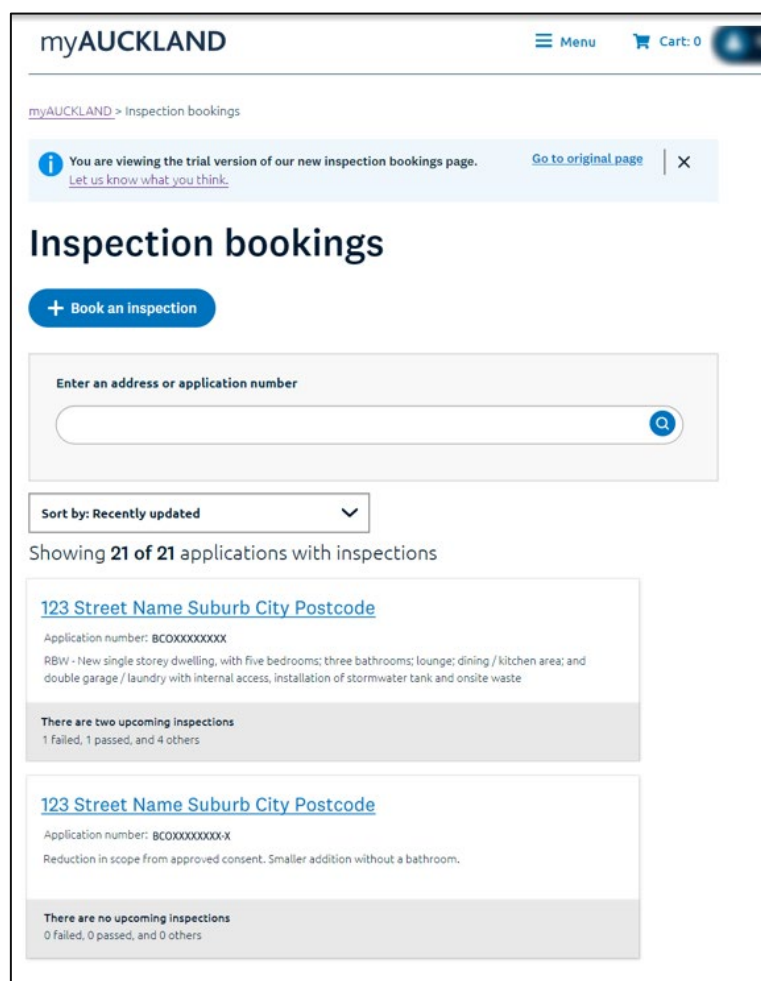 myAUCKLAND
Menu
Cart: 0
myAUCKLAND > Inspection bookings
You are viewing the trial version of our new inspection bookings page.
Go to original page
Let us know what you think.
Inspection bookings
+ Book an inspection
Enter an address or application number
Sort by: Recently updated
Showing 21 of 21 applications with inspections
123 Street Name Suburb City Postcode
Application number: BCOXXXXXXXX
RBW - New single storey dwelling, with five bedrooms; three bathrooms; lounge; dining / kitchen area; and
double garage / laundry with internal access, installation of stormwater tank and onsite waste
There are two upcoming inspections
1 failed, 1 passed, and 4 others
123 Street Name Suburb City Postcode
Application number: BCOXXXXXXXX-X
Reduction in scope from approved consent. Smaller addition without a bathroom.
There are no upcoming inspections
0 failed, 0 passed, and 0 others